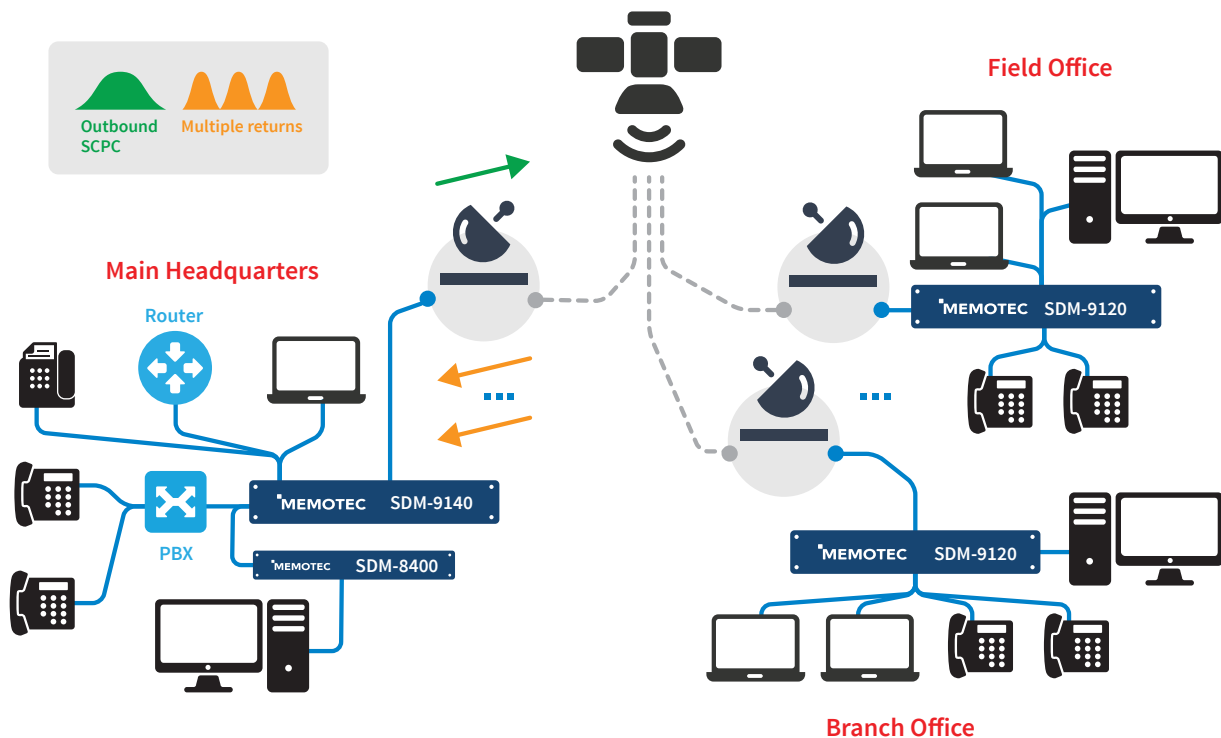 Outbound
SCPC
Multiple returns
Field Office
Main Headquarters
Router
MEMOTEC SDM-9120
MEMOTEC SDM-9140
PBX
MEMOTEC SDM-8400
MEMOTEC SDM-9120
Branch Office